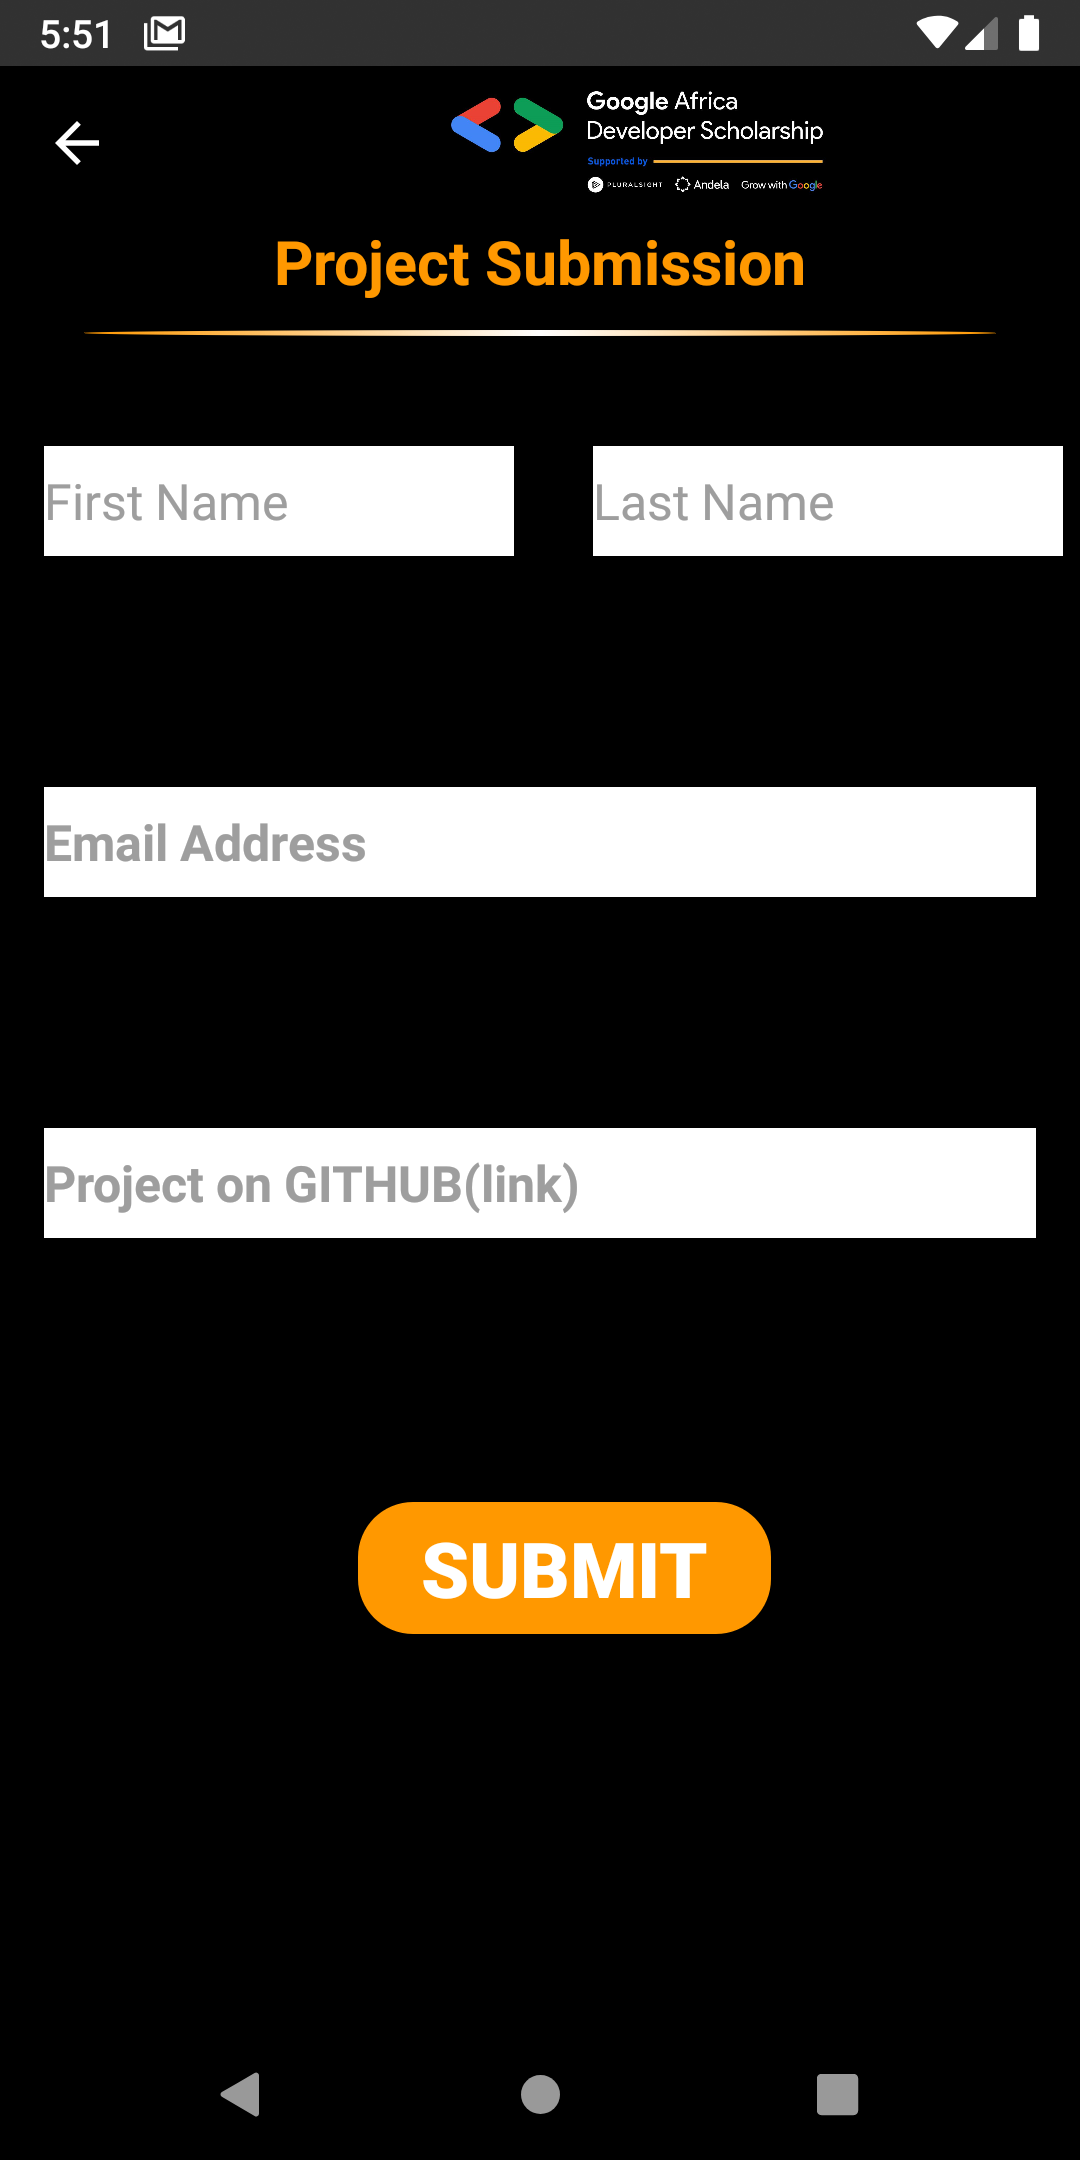 5:51
Google Africa
Developer Scholarship
Supported by
PLURALSIGHT Andela Grow with Google
Project Submission
First Name Last Name
Email Address
Project on GITHUB(link)
SUBMIT